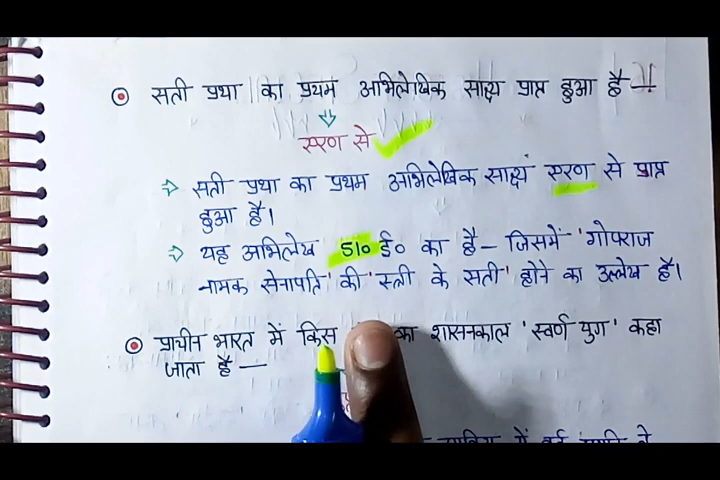 सती प्रथा का प्रथम अभिलेखिक साक्ष्य प्राप्त हुआ है —
एरण से
सती प्रथा का प्रथम अभिलेखिक साक्ष्य एरण से प्राप्त
हुआ है।
यह अभिलेख 510 ई० का है – जिसमें 'गोपराज
नामक सेनापति' की 'स्त्री के सती' होने का उल्लेख है।
प्राचीन भारत में किस का शासनकाल 'स्वर्ण युग' कहा
जाता है —